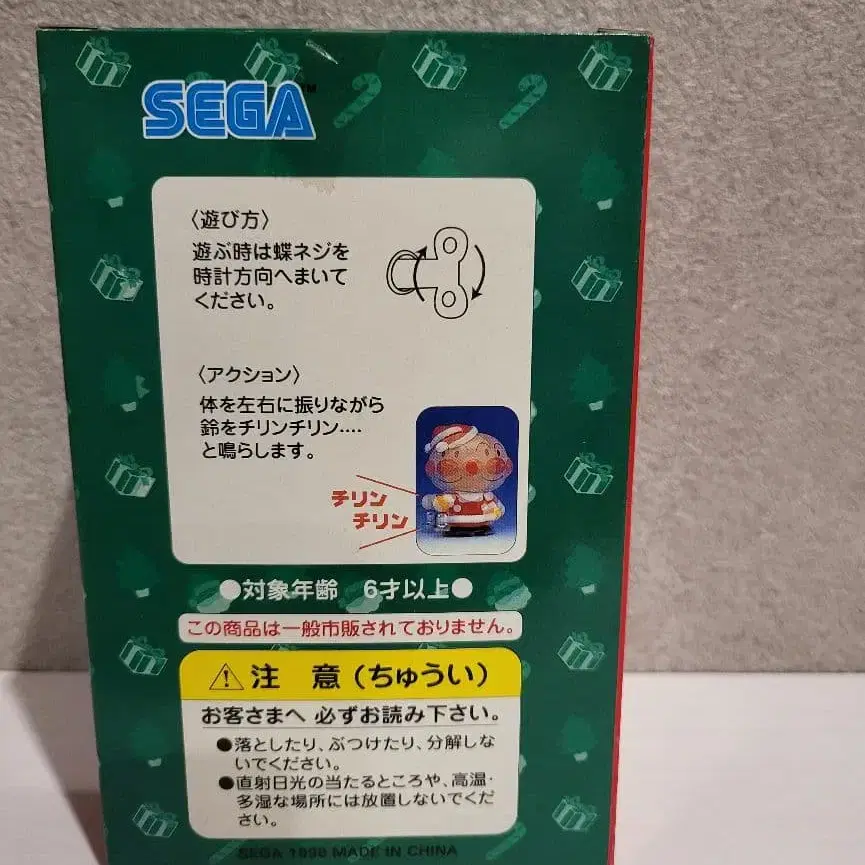 SEGA™
〈遊び方〉
遊ぶ時は蝶ネジを
時計方向へまいて
ください。
〈アクション〉
体を左右に振りながら
鈴をチリンチリン‥‥
と鳴らします。
チリン
チリン
●対象年齢 6才以上●
この商品は一般市販されておりません。
注 意(ちゅうい)
お客さまへ 必ずお読み下さい。
●落としたり、ぶつけたり、分解しな
いでください。
●直射日光の当たるところや、高温・
多湿な場所には放置しないでくだ
さい。
SEGA 1998 MADE IN CHINA